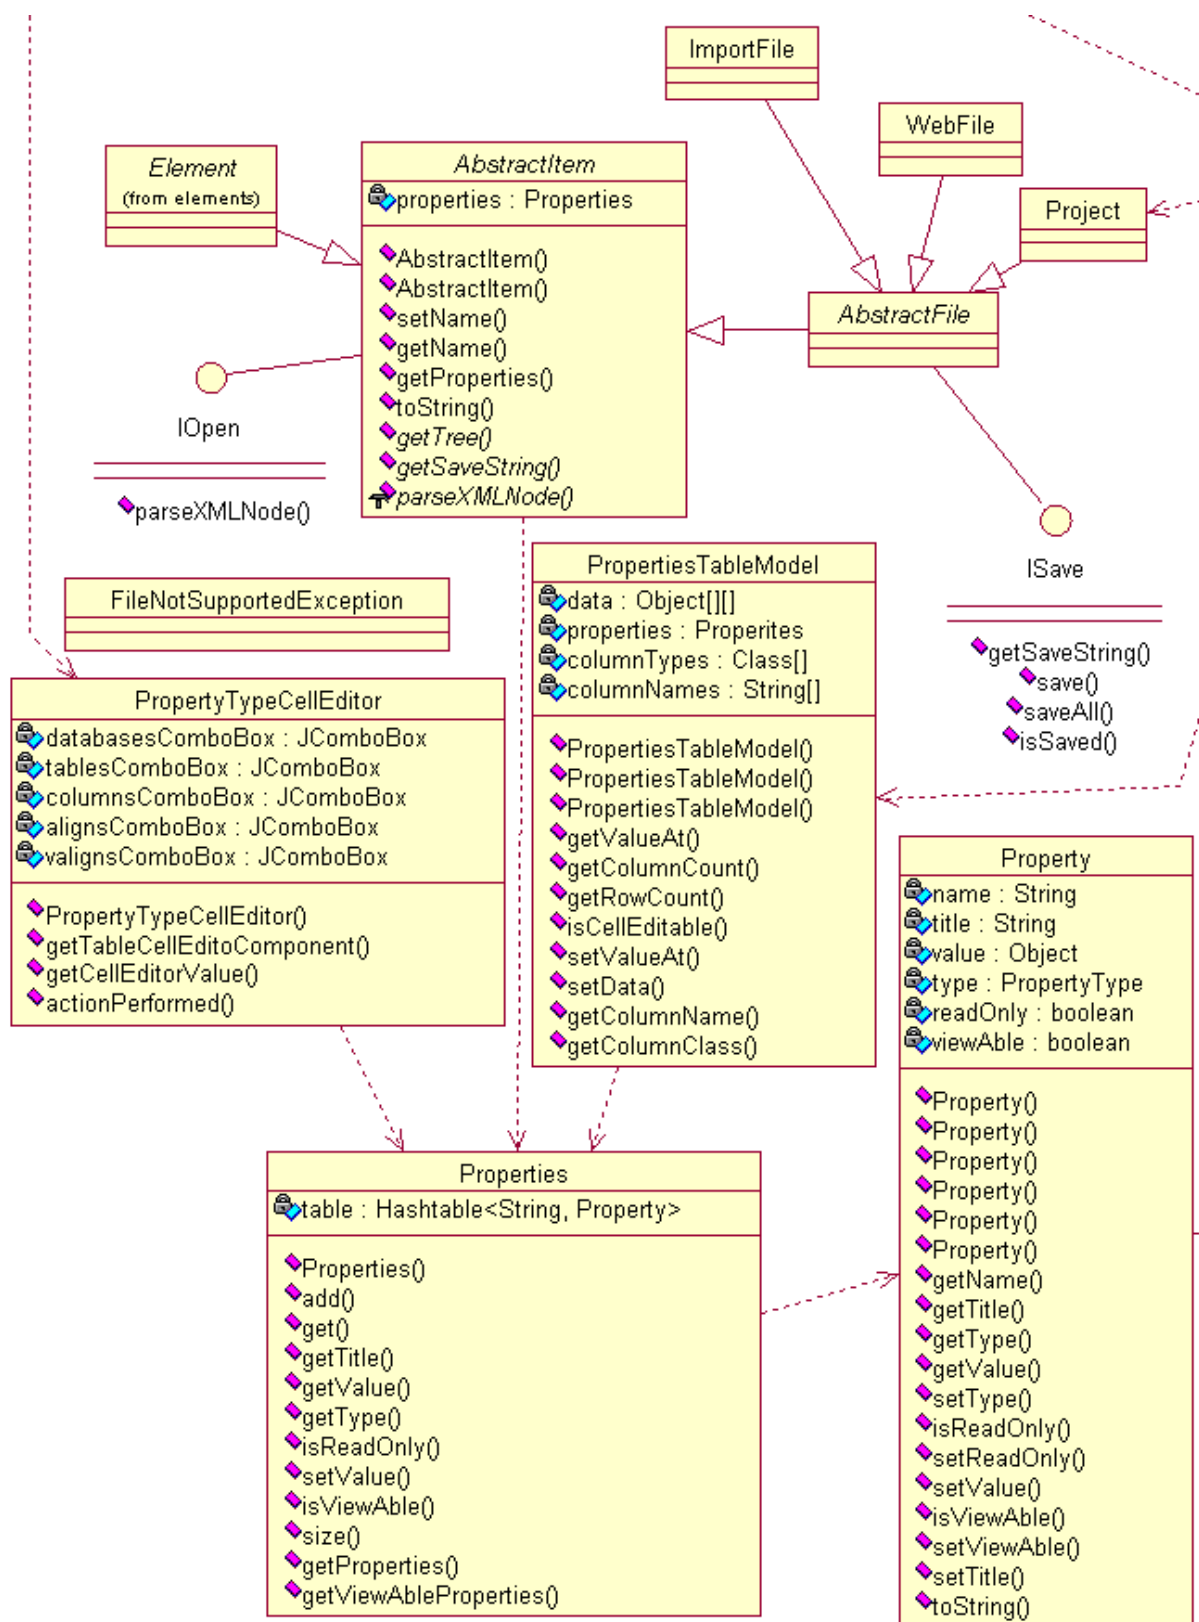 ImportFile
WebFile
Element
(from elements)
AbstractItem
properties : Properties
AbstractItem()
AbstractItem()
setName()
getName()
getProperties()
toString()
getTree()
getSaveString()
parseXMLNode()
Project
AbstractFile
IOpen
parseXMLNode()
ISave
getSaveString()
save()
saveAll()
isSaved()
FileNotSupportedException
PropertiesTableModel
data : Object[][]
properties : Properites
columnTypes : Class[]
columnNames : String[]
PropertiesTableModel()
PropertiesTableModel()
PropertiesTableModel()
getValueAt()
getColumnCount()
getRowCount()
isCellEditable()
setValueAt()
setData()
getColumnName()
getColumnClass()
PropertyTypeCellEditor
databasesComboBox : JComboBox
tablesComboBox : JComboBox
columnsComboBox : JComboBox
alignsComboBox : JComboBox
valignsComboBox : JComboBox
PropertyTypeCellEditor()
getTableCellEditoComponent()
getCellEditorValue()
actionPerformed()
Property
name : String
title : String
value : Object
type : PropertyType
readOnly : boolean
viewAble : boolean
Property()
Property()
Property()
Property()
Property()
Property()
getName()
getTitle()
getType()
getValue()
setType()
isReadOnly()
setReadOnly()
setValue()
isViewAble()
setViewAble()
setTitle()
toString()
Properties
table : Hashtable<String, Property>
Properties()
add()
get()
getTitle()
getValue()
getType()
isReadOnly()
setValue()
isViewAble()
size()
getProperties()
getViewAbleProperties()